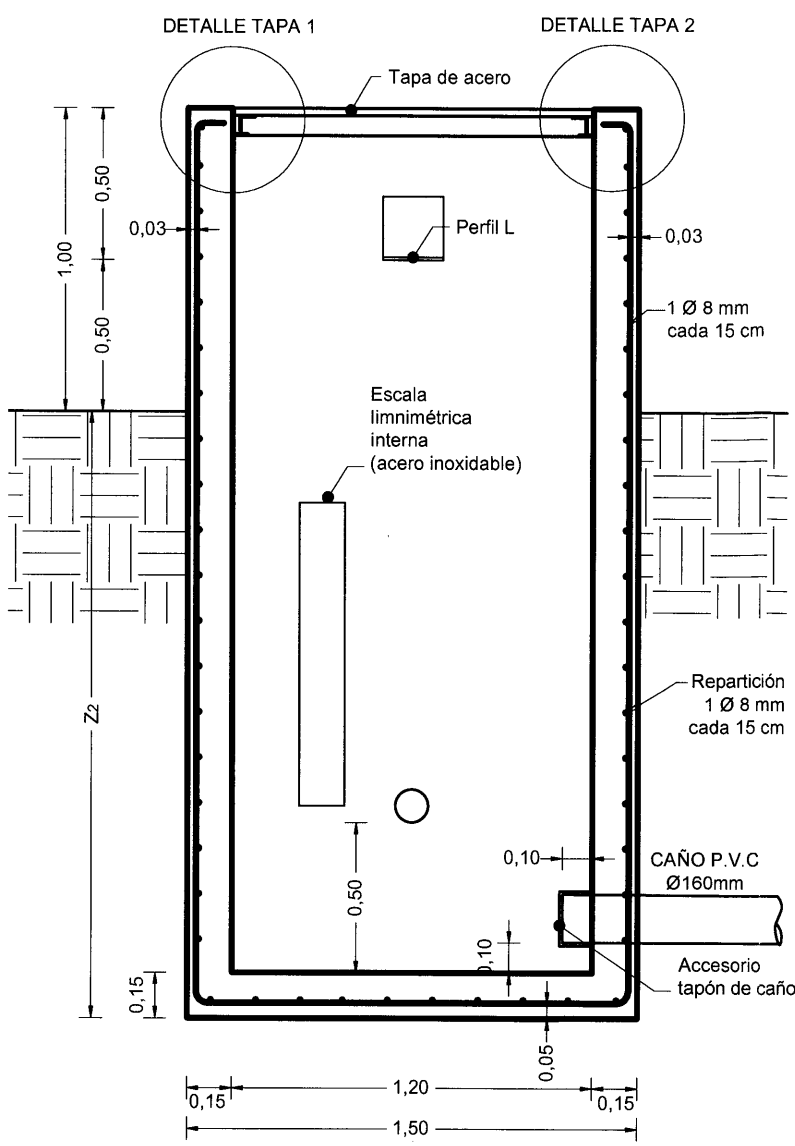 DETALLE TAPA 1
DETALLE TAPA 2
Tapa de acero
0,50
1,00
0,50
0,03
Perfil L
0,03
1 Ø 8 mm
cada 15 cm
Escala
limnimétrica
interna
(acero inoxidable)
Z2
Repartición
1 Ø 8 mm
cada 15 cm
0,50
0,10
CAÑO P.V.C
Ø160mm
0,10
Accesorio
tapón de caño
0,15
0,05
0,15
1,20
0,15
1,50